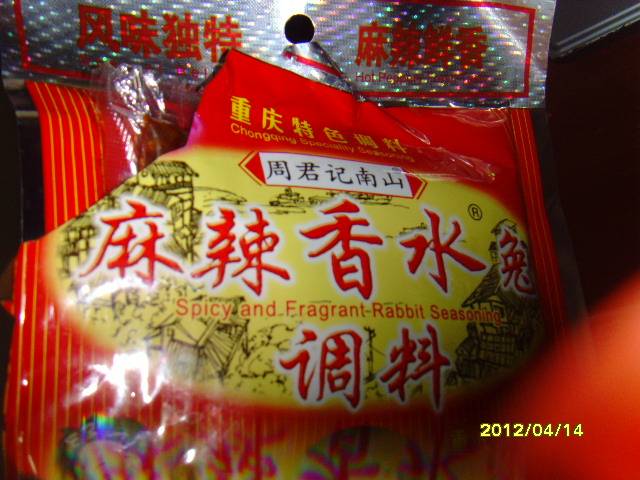 风味独特 麻辣鲜香
重庆特色调料
Chongqing Speciality Seasoning
周君记南山
麻辣香水兔®
Spicy and Fragrant-Rabbit Seasoning
调料
2012/04/14